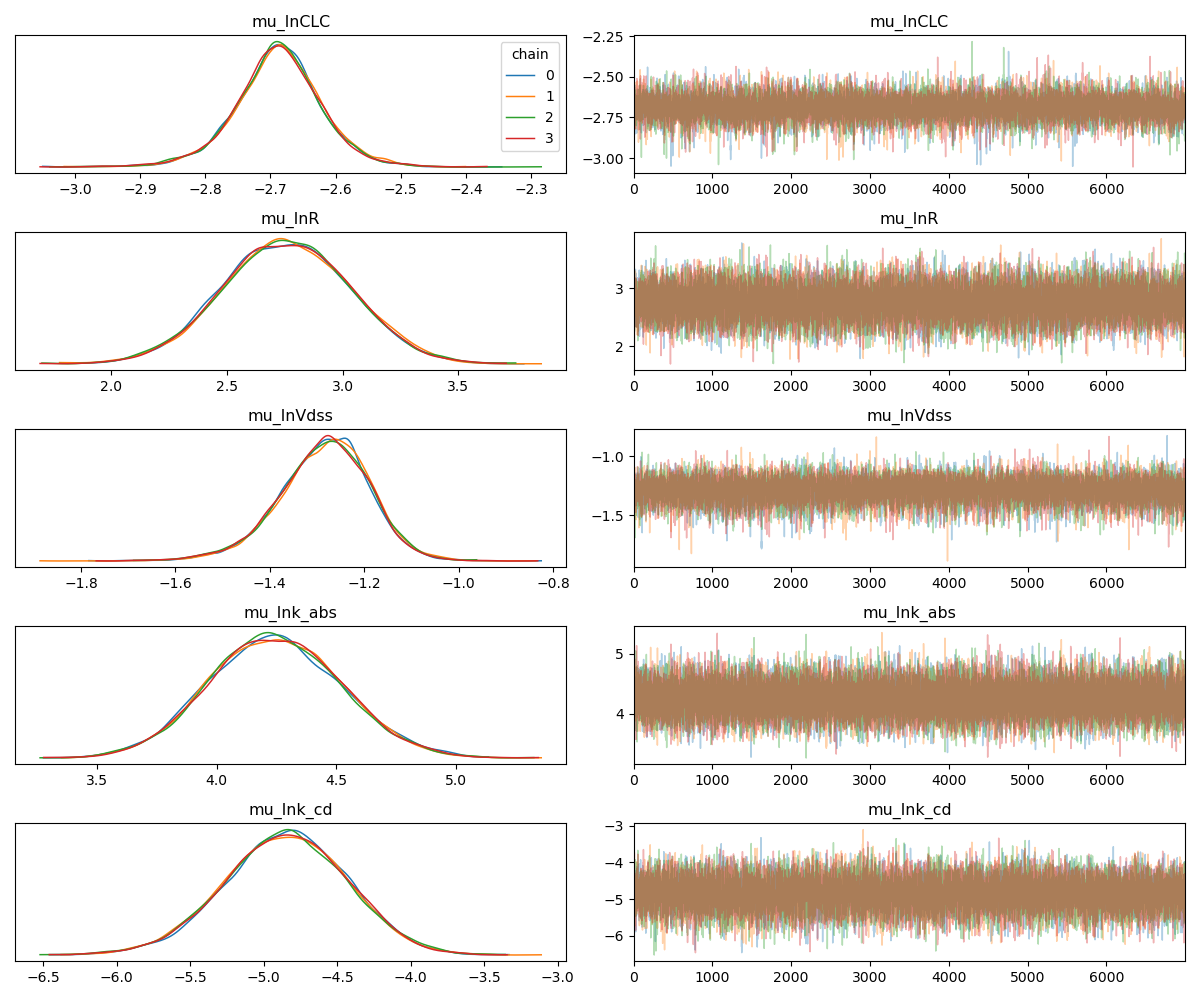 mu_lnCLC
mu_lnCLC
chain
0
1
2
3
−3.0 −2.9 −2.8 −2.7 −2.6 −2.5 −2.4 −2.3
−2.25
−2.50
−2.75
−3.00
0 1000 2000 3000 4000 5000 6000
mu_lnR
mu_lnR
2.0 2.5 3.0 3.5
3
2
0 1000 2000 3000 4000 5000 6000
mu_lnVdss
mu_lnVdss
−1.8 −1.6 −1.4 −1.2 −1.0 −0.8
−1.0
−1.5
0 1000 2000 3000 4000 5000 6000
mu_lnk_abs
mu_lnk_abs
3.5 4.0 4.5 5.0
5
4
0 1000 2000 3000 4000 5000 6000
mu_lnk_cd
mu_lnk_cd
−6.5 −6.0 −5.5 −5.0 −4.5 −4.0 −3.5 −3.0
−3
−4
−5
−6
0 1000 2000 3000 4000 5000 6000